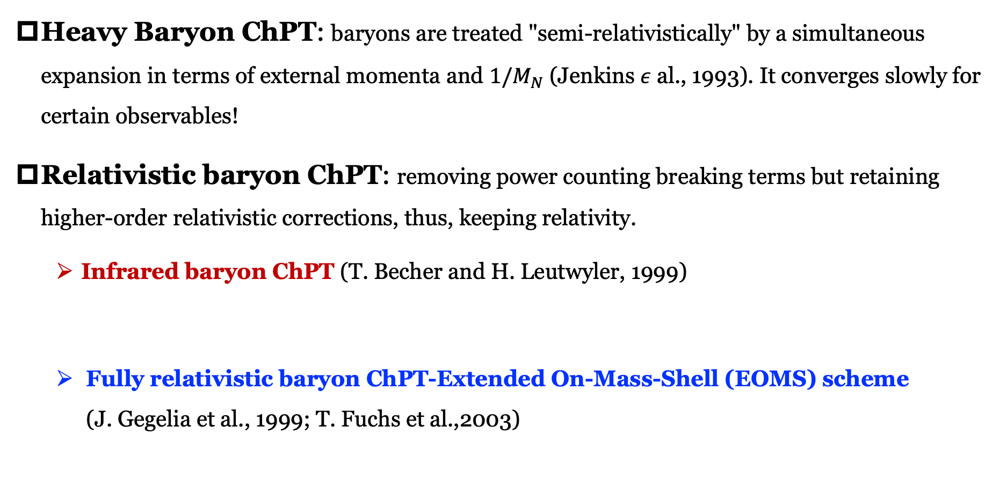 Heavy Baryon ChPT: baryons are treated "semi-relativistically" by a simultaneous
expansion in terms of external momenta and 1/M_N (Jenkins ϵ al., 1993). It converges slowly for
certain observables!
Relativistic baryon ChPT: removing power counting breaking terms but retaining
higher-order relativistic corrections, thus, keeping relativity.
➢ Infrared baryon ChPT (T. Becher and H. Leutwyler, 1999)
➢ Fully relativistic baryon ChPT-Extended On-Mass-Shell (EOMS) scheme
(J. Gegelia et al., 1999; T. Fuchs et al.,2003)